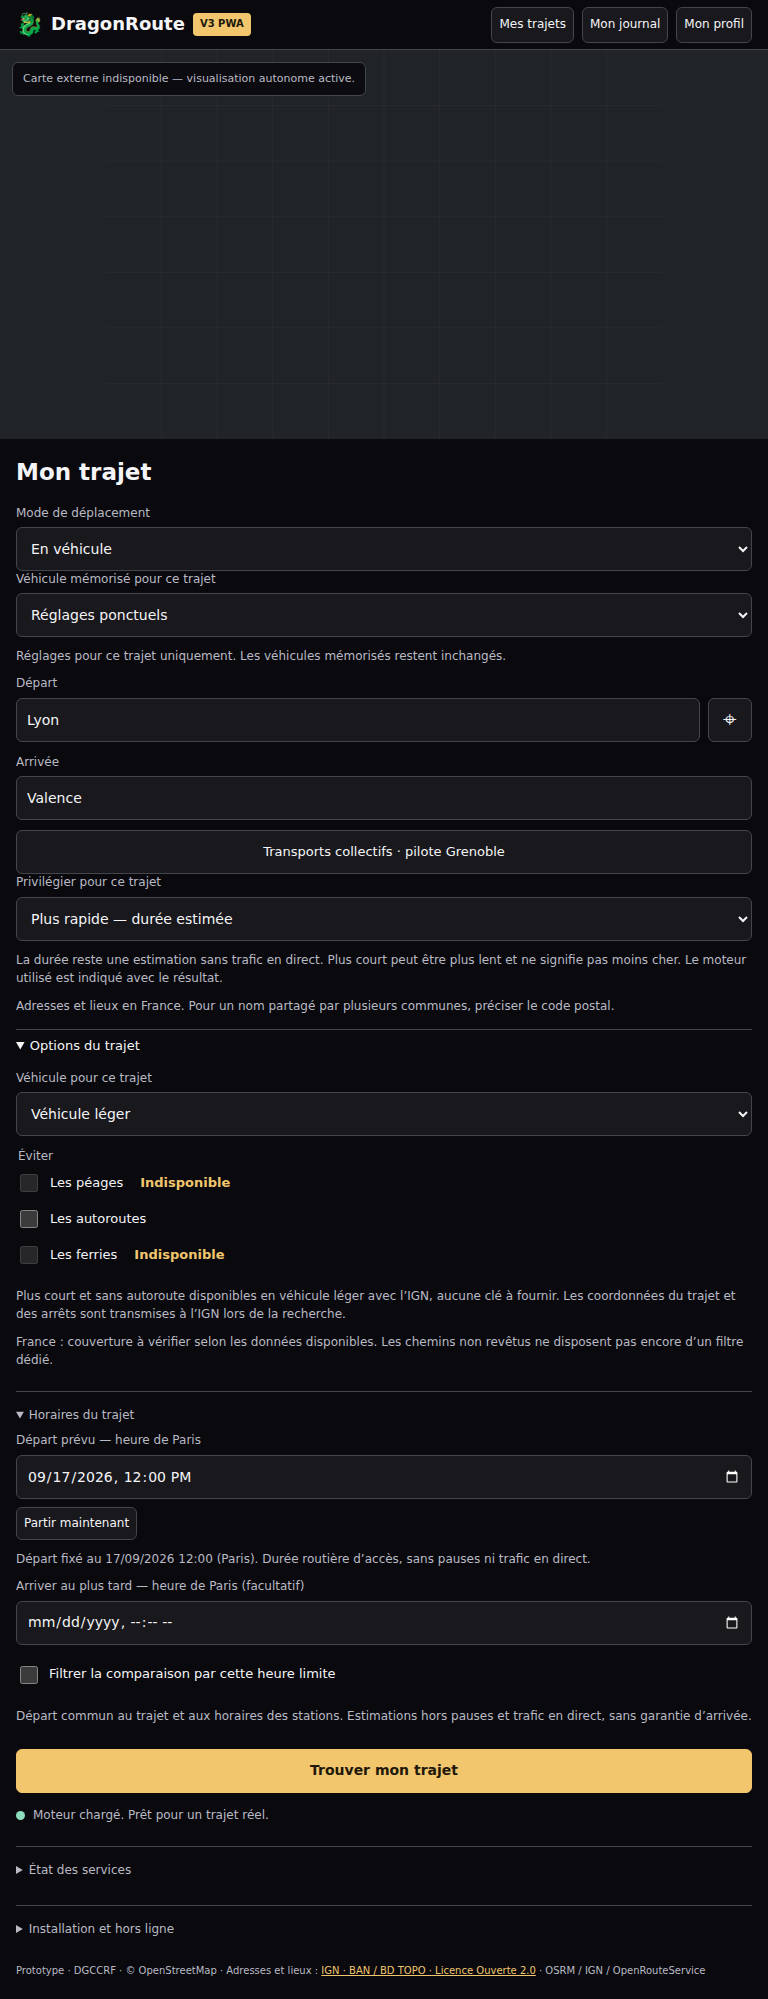 🐉 DragonRoute V3 PWA Mes trajets Mon journal Mon profil
Carte externe indisponible — visualisation autonome active.
Mon trajet
Mode de déplacement
En véhicule
Véhicule mémorisé pour ce trajet
Réglages ponctuels
Réglages pour ce trajet uniquement. Les véhicules mémorisés restent inchangés.
Départ
Lyon
Arrivée
Valence
Transports collectifs · pilote Grenoble
Privilégier pour ce trajet
Plus rapide — durée estimée
La durée reste une estimation sans trafic en direct. Plus court peut être plus lent et ne signifie pas moins cher. Le moteur
utilisé est indiqué avec le résultat.
Adresses et lieux en France. Pour un nom partagé par plusieurs communes, préciser le code postal.
▼ Options du trajet
Véhicule pour ce trajet
Véhicule léger
Éviter
Les péages Indisponible
Les autoroutes
Les ferries Indisponible
Plus court et sans autoroute disponibles en véhicule léger avec l’IGN, aucune clé à fournir. Les coordonnées du trajet et
des arrêts sont transmises à l’IGN lors de la recherche.
France : couverture à vérifier selon les données disponibles. Les chemins non revêtus ne disposent pas encore d’un filtre
dédié.
▼ Horaires du trajet
Départ prévu — heure de Paris
09/17/2026, 12:00 PM
Partir maintenant
Départ fixé au 17/09/2026 12:00 (Paris). Durée routière d’accès, sans pauses ni trafic en direct.
Arriver au plus tard — heure de Paris (facultatif)
mm/dd/yyyy, --:-- --
Filtrer la comparaison par cette heure limite
Départ commun au trajet et aux horaires des stations. Estimations hors pauses et trafic en direct, sans garantie d’arrivée.
Trouver mon trajet
Moteur chargé. Prêt pour un trajet réel.
▶ État des services
▶ Installation et hors ligne
Prototype · DGCCRF · © OpenStreetMap · Adresses et lieux : IGN · BAN / BD TOPO · Licence Ouverte 2.0 · OSRM / IGN / OpenRouteService